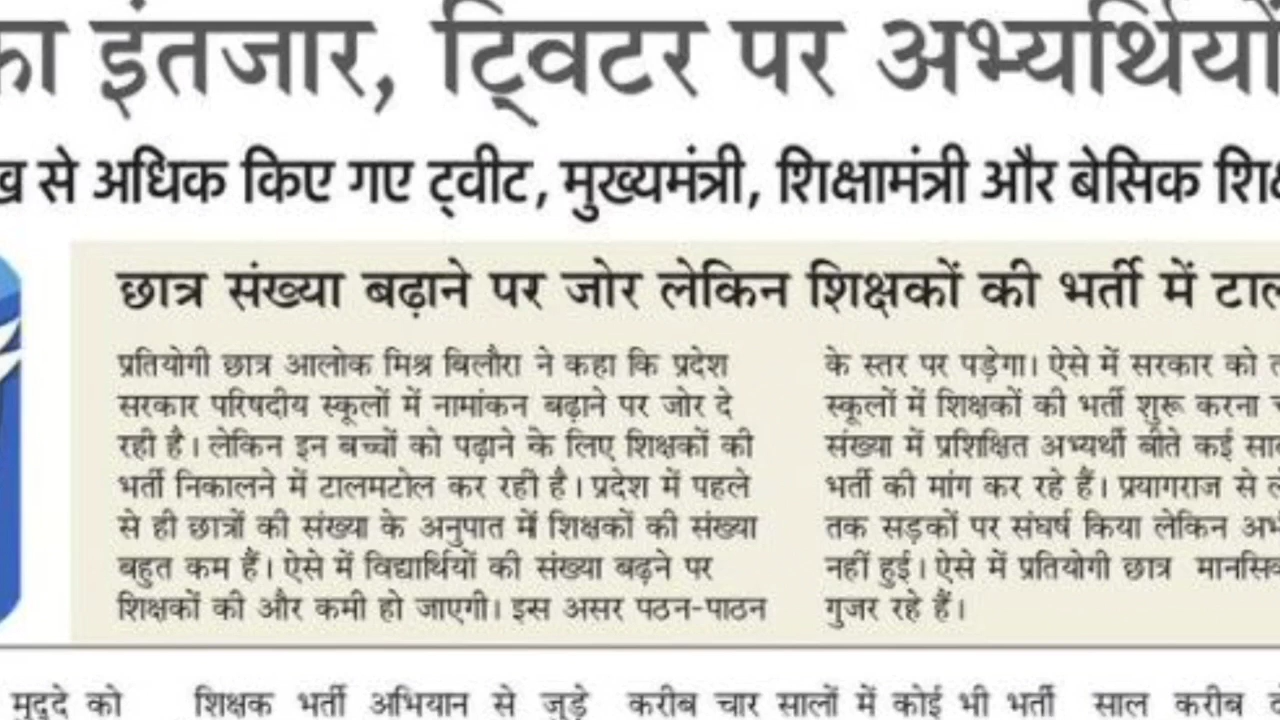 का इंतजार, ट्विटर पर अभ्यर्थियों
से अधिक किए गए ट्वीट, मुख्यमंत्री, शिक्षामंत्री और बेसिक
छात्र संख्या बढ़ाने पर जोर लेकिन शिक्षकों की भर्ती में
प्रतियोगी छात्र आलोक मिश्र बिलौरा ने कहा कि प्रदेश
सरकार परिषदीय स्कूलों में नामांकन बढ़ाने पर जोर दे
रही है। लेकिन इन बच्चों को पढ़ाने के लिए शिक्षकों की
भर्ती निकालने में टालमटोल कर रही है। प्रदेश में पहले
से ही छात्रों की संख्या के अनुपात में शिक्षकों की संख्या
बहुत कम हैं। ऐसे में विद्यार्थियों की संख्या बढ़ने पर
शिक्षकों की और कमी हो जाएगी। इस असर पठन-पाठन
के स्तर पर पड़ेगा। ऐसे में सरकार को
स्कूलों में शिक्षकों की भर्ती शुरू करना
संख्या में प्रशिक्षित अभ्यर्थी बीते कई
भर्ती की मांग कर रहे हैं। प्रयागराज से
तक सड़कों पर संघर्ष किया लेकिन
नहीं हुई। ऐसे में प्रतियोगी छात्र
गुजर रहे हैं।
मुद्दे को
शिक्षक भर्ती अभियान से जुड़े
करीब चार सालों में कोई भी भर्ती
साल करीब